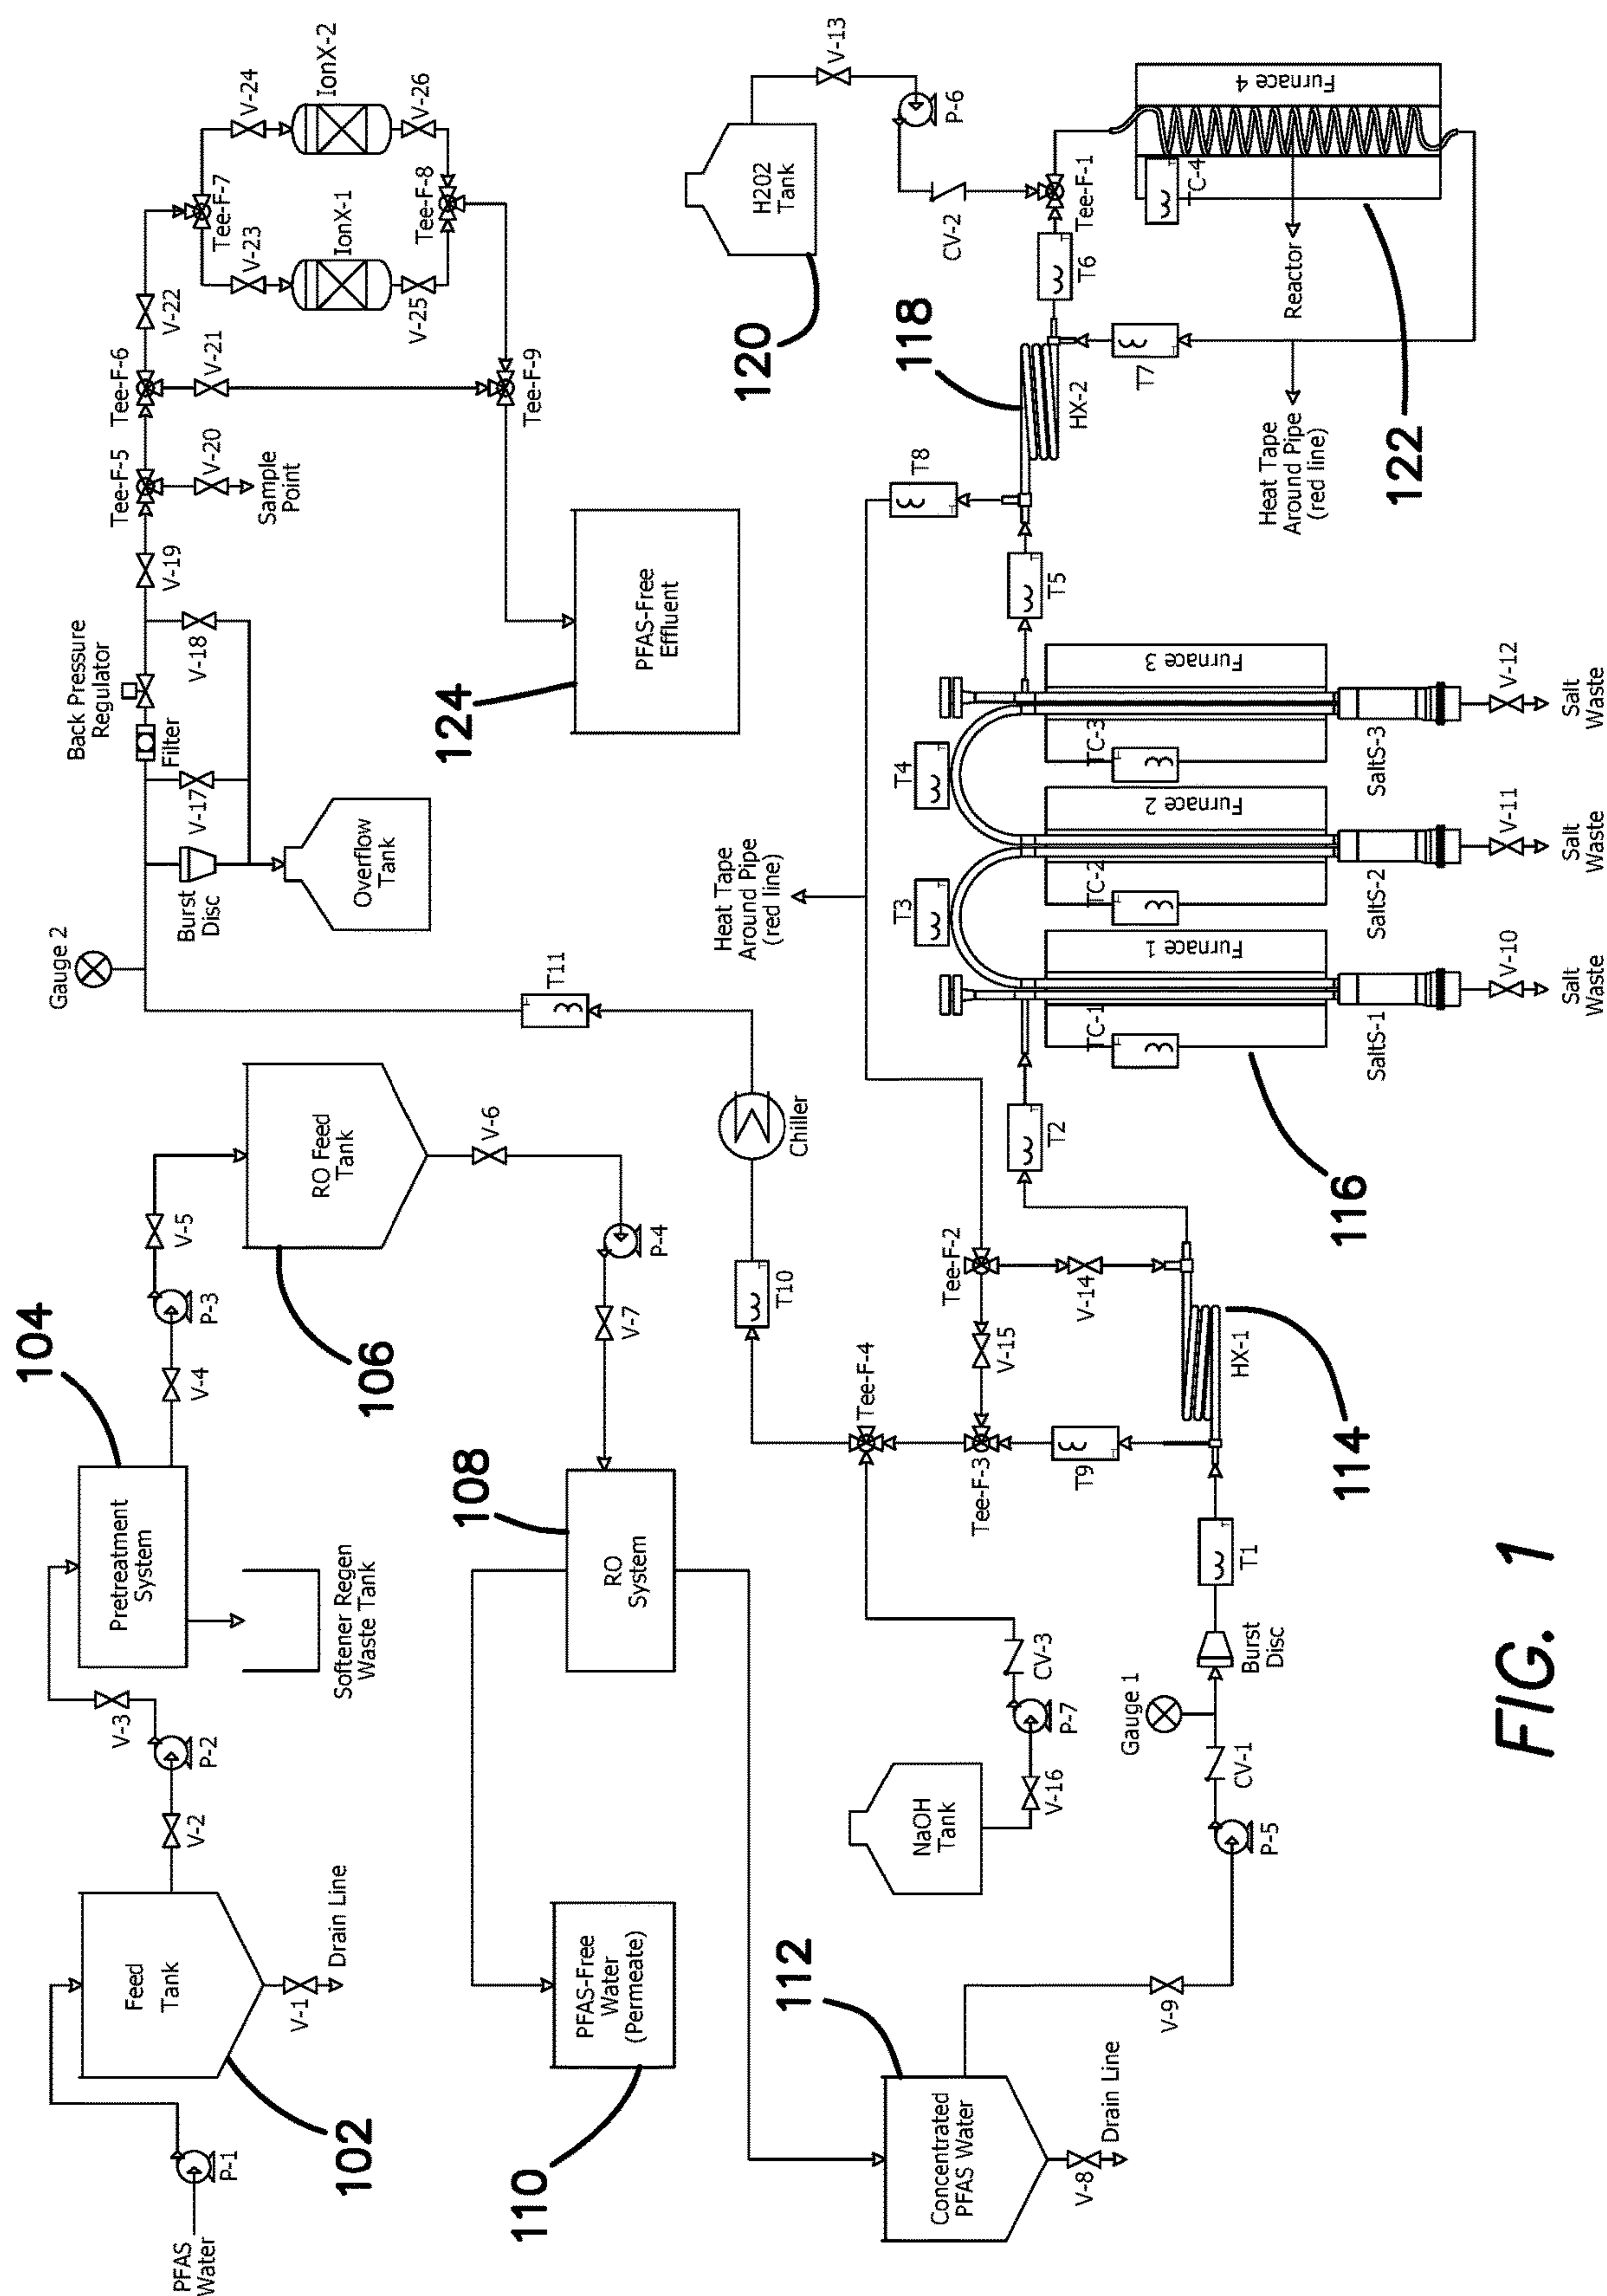 PFAS
Water
P-1
102
Feed
Tank
V-1
Drain Line
V-2
P-2
V-3
Pretreatment
System
104
Softener Regen
Waste Tank
V-4
P-3
V-5
RO Feed
Tank
106
V-6
P-4
V-7
108
RO
System
PFAS-Free
Water
(Permeate)
110
112
Concentrated
PFAS Water
V-8
Drain Line
V-9
P-5
CV-1
Gauge 1
Burst
Disc
T1
HX-1
114
T2
NaOH
Tank
V-16
P-7
CV-3
Tee-F-4
Tee-F-3
T9
V-15
Tee-F-2
V-14
T10
Chiller
T11
Gauge 2
Burst
Disc
V-17
Overflow
Tank
Filter
Back Pressure
Regulator
V-18
V-19
Tee-F-5
V-20
Sample
Point
Tee-F-6
V-21
V-22
Tee-F-7
V-23
V-24
IonX-1
IonX-2
V-25
V-26
Tee-F-8
Tee-F-9
PFAS-Free
Effluent
124
Heat Tape
Around Pipe
(red line)
116
TC-1
Furnace 1
SaltS-1
V-10
Salt
Waste
T3
TC-2
Furnace 2
SaltS-2
V-11
Salt
Waste
T4
TC-3
Furnace 3
SaltS-3
V-12
Salt
Waste
T5
T8
118
HX-2
T6
T7
Tee-F-1
CV-2
120
H202
Tank
V-13
P-6
Furnace 4
TC-4
Reactor
Heat Tape
Around Pipe
(red line)
122
FIG. 1